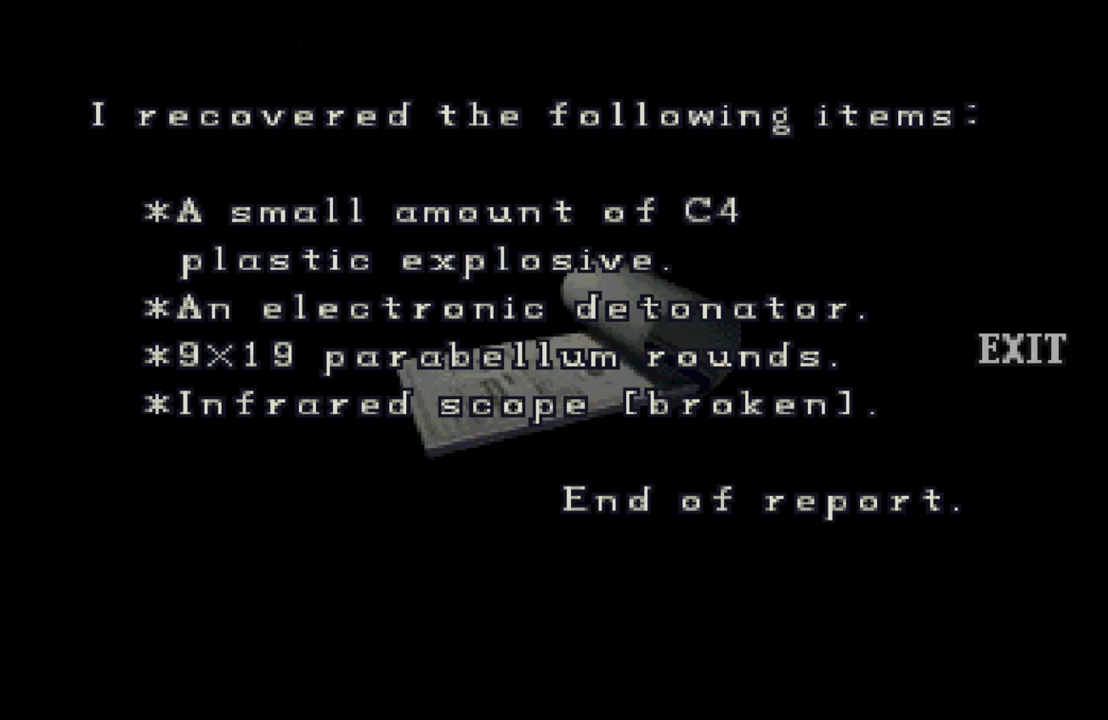 I recovered the following items:
*A small amount of C4
plastic explosive.
*An electronic detonator.
*9×19 parabellum rounds.
EXIT
*Infrared scope [broken].
End of report.